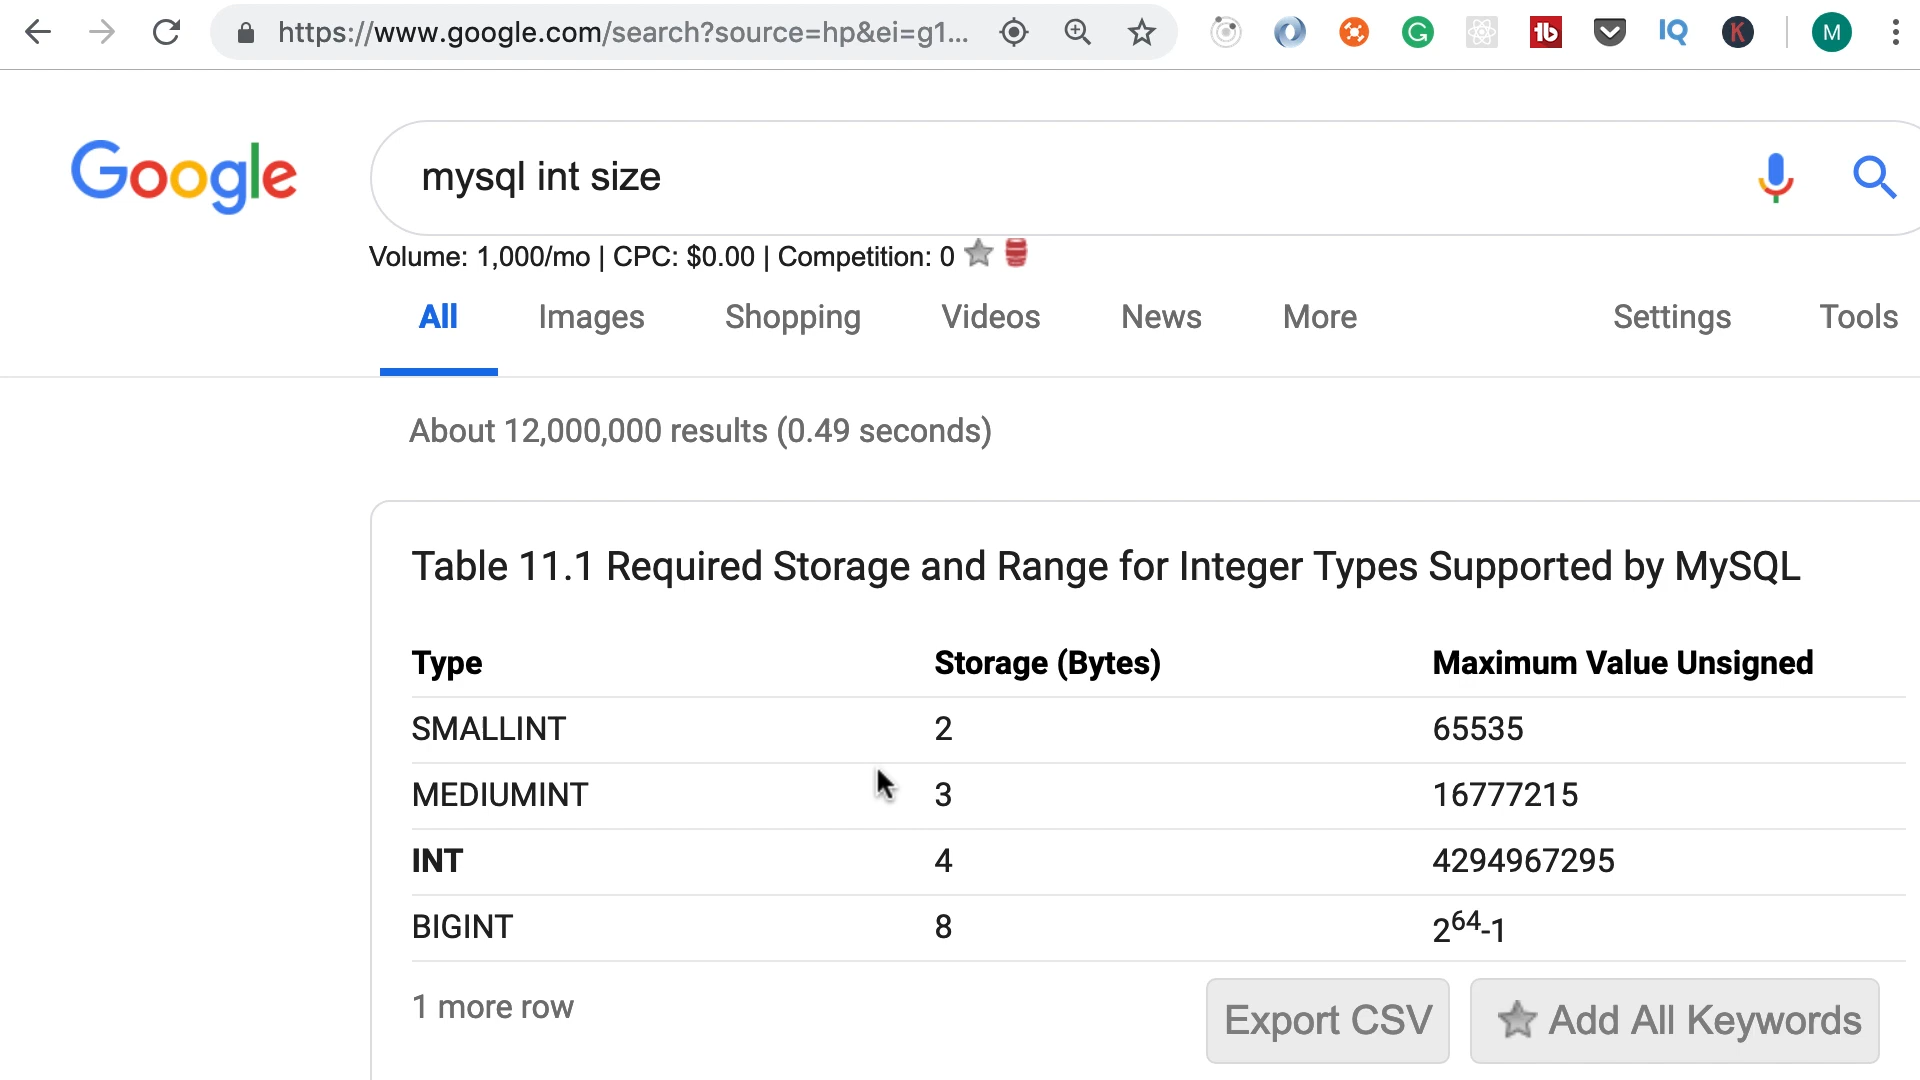 https://www.google.com/search?source=hp&ei=g1...
G
tb
IQ
K
M
Google
mysql int size
Volume: 1,000/mo | CPC: $0.00 | Competition: 0
All Images Shopping Videos News More Settings Tools
About 12,000,000 results (0.49 seconds)
Table 11.1 Required Storage and Range for Integer Types Supported by MySQL
Type Storage (Bytes) Maximum Value Unsigned
SMALLINT 2 65535
MEDIUMINT 3 16777215
INT 4 4294967295
BIGINT 8 2⁶⁴-1
1 more row
Export CSV
Add All Keywords